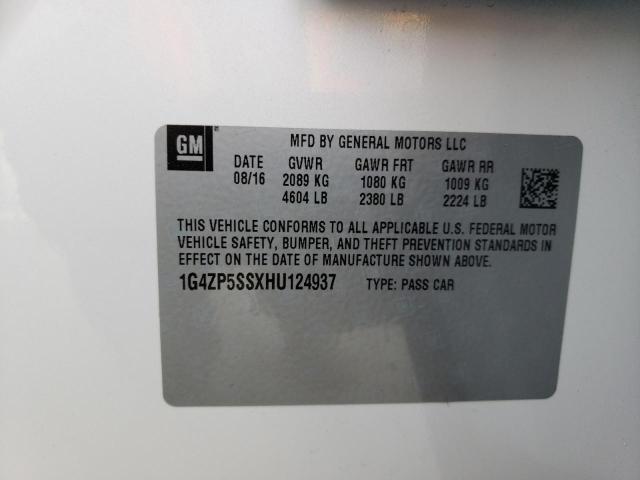 GM
MFD BY GENERAL MOTORS LLC
DATE GVWR GAWR FRT GAWR RR
08/16 2089 KG 1080 KG 1009 KG
4604 LB 2380 LB 2224 LB
THIS VEHICLE CONFORMS TO ALL APPLICABLE U.S. FEDERAL MOTOR
VEHICLE SAFETY, BUMPER, AND THEFT PREVENTION STANDARDS IN
EFFECT ON THE DATE OF MANUFACTURE SHOWN ABOVE.
1G4ZP5SSXHU124937 TYPE: PASS CAR